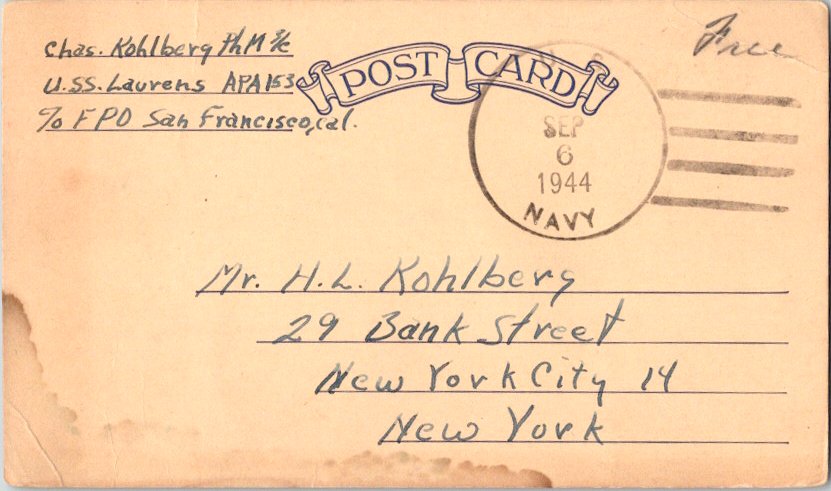 Chas. Kohlberg PhM 3/c
U.S.S. Laurens APA 153
℅ FPO San Francisco, Cal.
POST CARD
Free
SEP
6
1944
NAVY
Mr. H.L. Kohlberg
29 Bank Street
New York City 14
New York